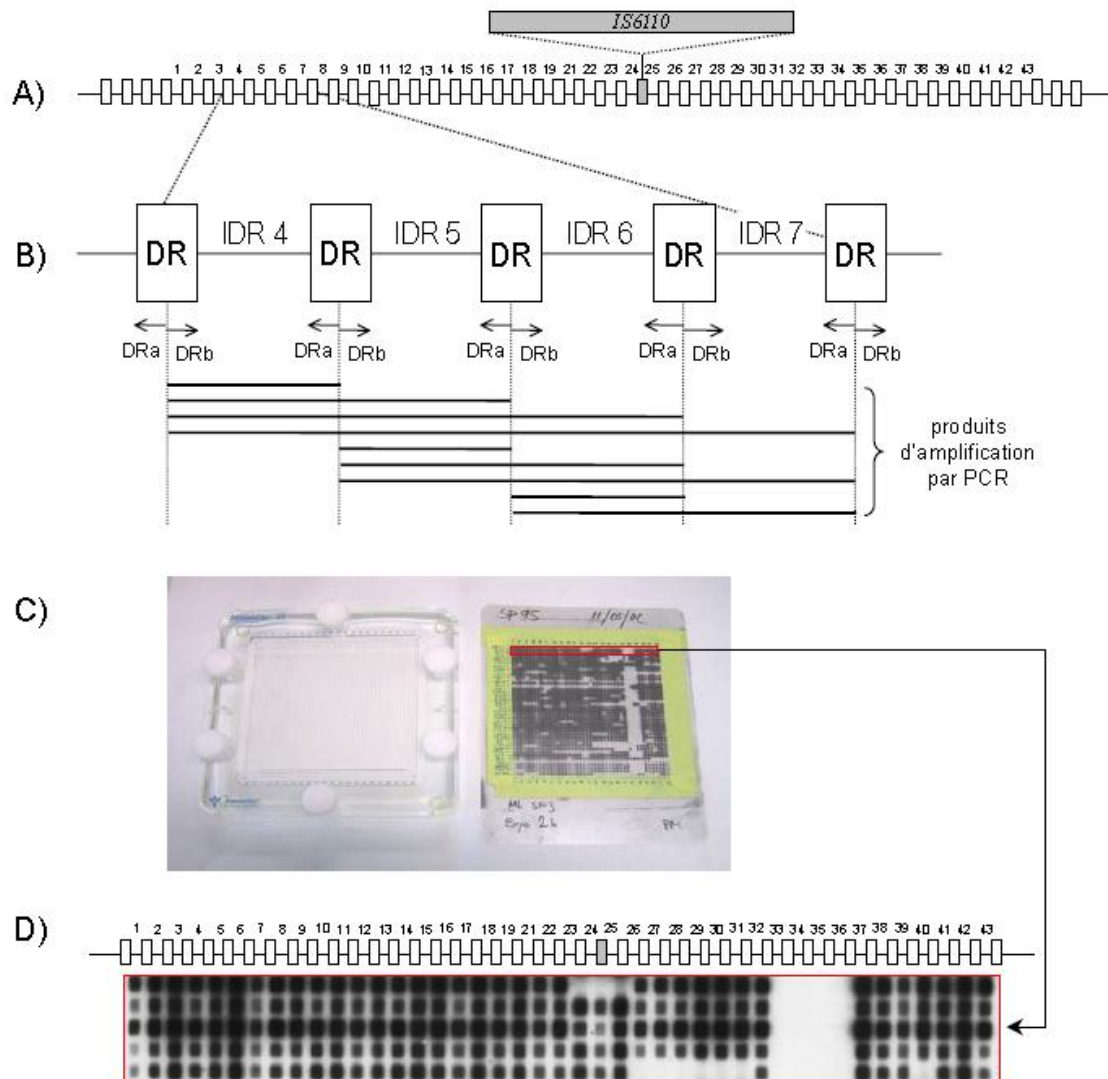 IS6110
1 2 3 4 5 6 7 8 9 10 11 12 13 14 15 16 17 18 19 20 21 22 23 24 25 26 27 28 29 30 31 32 33 34 35 36 37 38 39 40 41 42 43
A)
IDR 4 IDR 5 IDR 6 IDR 7
B) DR DR DR DR DR
DRa DRb DRa DRb DRa DRb DRa DRb DRa DRb
produits
d'amplification
par PCR
C)
SP 95
D)
1 2 3 4 5 6 7 8 9 10 11 12 13 14 15 16 17 18 19 20 21 22 23 24 25 26 27 28 29 30 31 32 33 34 35 36 37 38 39 40 41 42 43